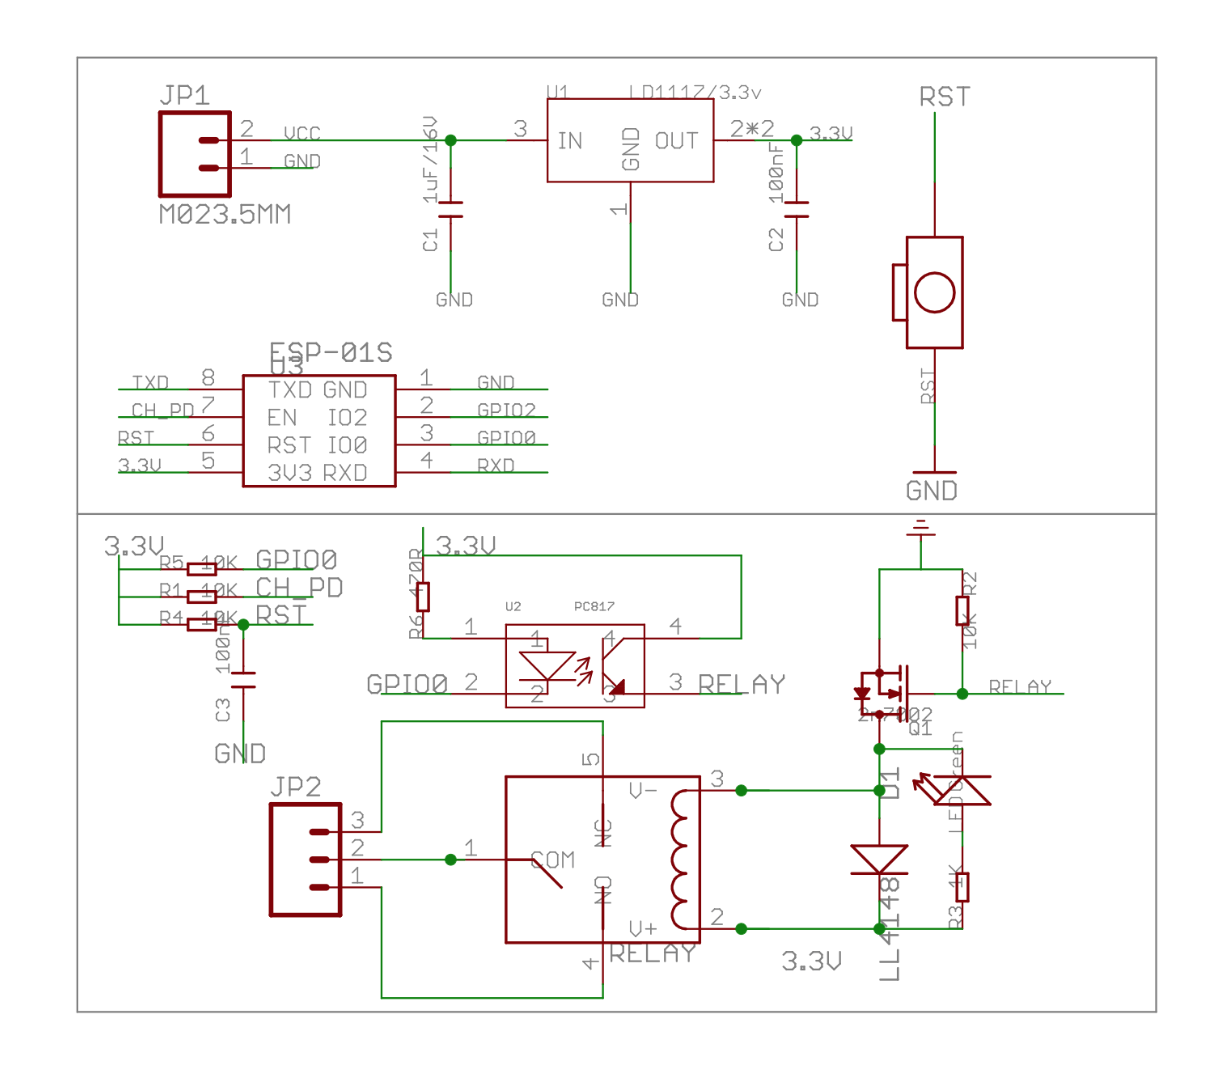 JP1
2 VCC
1 GND
M023.5MM
1uF/16V
C1
GND
U1 LD1117/3.3v
3 IN GND OUT 2*2 3.3V
1
GND
100nF
C2
GND
RST
RST
GND
ESP-01S
U3
TXD 8 TXD GND 1 GND
CH_PD 7 EN IO2 2 GPIO2
RST 6 RST IO0 3 GPIO0
3.3V 5 3V3 RXD 4 RXD
3.3V
R5 10K GPIO0
R1 10K CH_PD
R4 10K RST
100nF
C3
GND
3.3V
470R
R6
U2 PC817
1 1 4 4
GPIO0 2 2 3 3 RELAY
R2
10K
RELAY
2n7002
Q1
JP2
3
2
1
5
V- 3
NC
1 COM
NO
V+ 2
RELAY
4
3.3V
D1
LL4148
LEDGreen
1K
R3